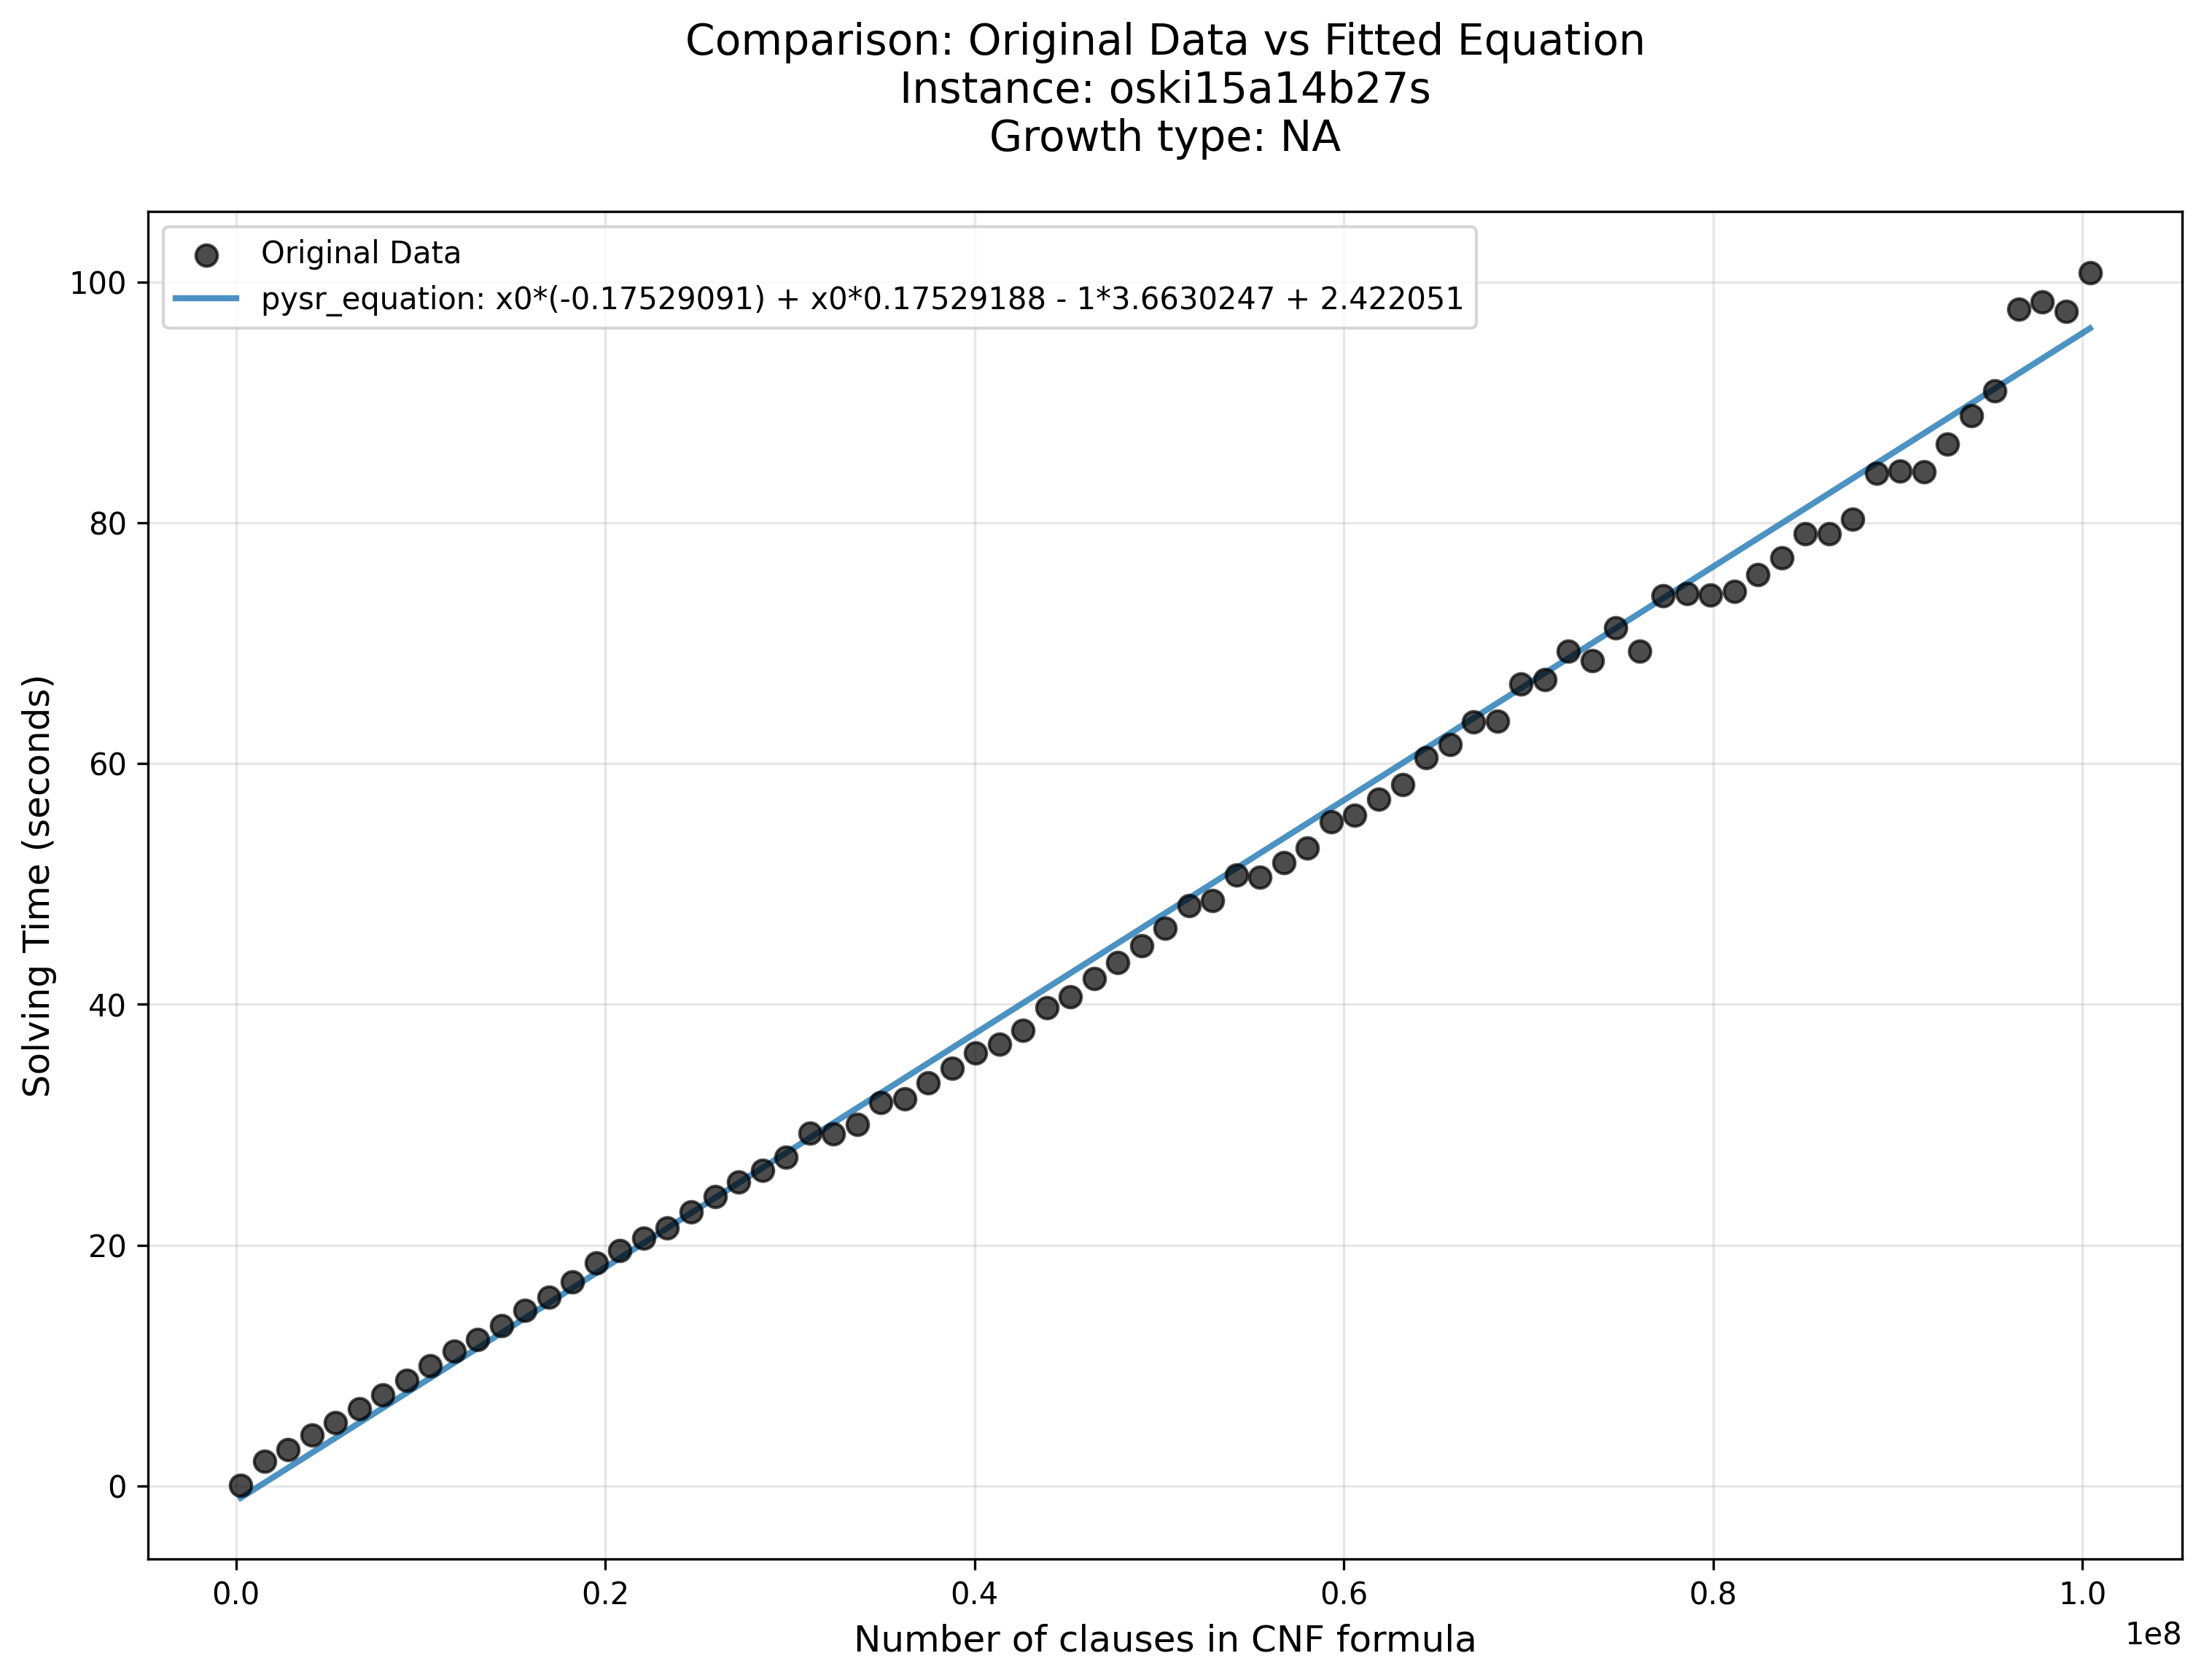 Comparison: Original Data vs Fitted Equation
Instance: oski15a14b27s
Growth type: NA
Original Data
pysr_equation: x0*(-0.17529091) + x0*0.17529188 - 1*3.6630247 + 2.422051
100
80
60
40
20
0
Solving Time (seconds)
0.0 0.2 0.4 0.6 0.8 1.0
1e8
Number of clauses in CNF formula